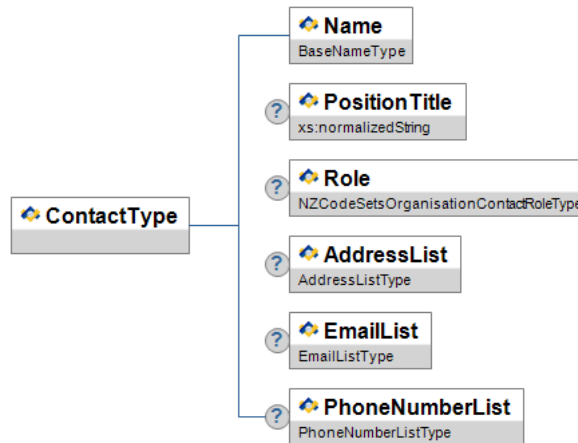 Name
BaseNameType
?
PositionTitle
xs:normalizedString
?
Role
NZCodeSetsOrganisationContactRoleType
ContactType
?
AddressList
AddressListType
?
EmailList
EmailListType
?
PhoneNumberList
PhoneNumberListType